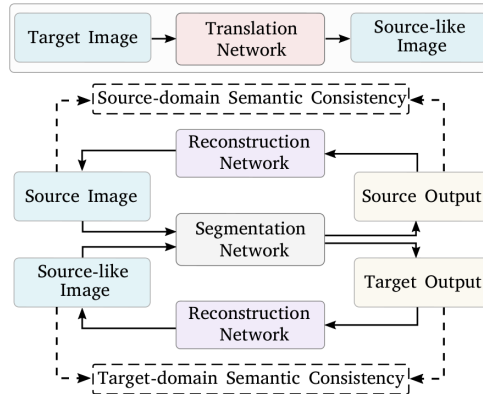 Target Image
Translation
Network
Source-like
Image
Source-domain Semantic Consistency
Reconstruction
Network
Source Image
Source Output
Segmentation
Network
Source-like
Image
Target Output
Reconstruction
Network
Target-domain Semantic Consistency